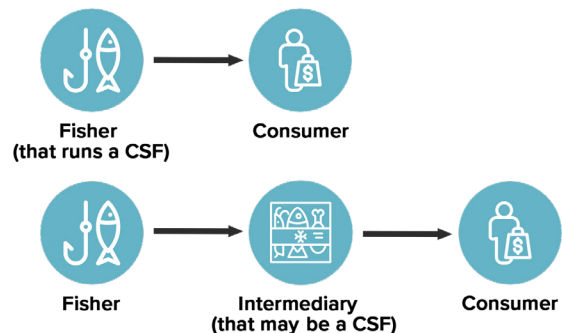 $
Fisher
(that runs a CSF)
Consumer
$
Fisher
Intermediary
(that may be a CSF)
Consumer